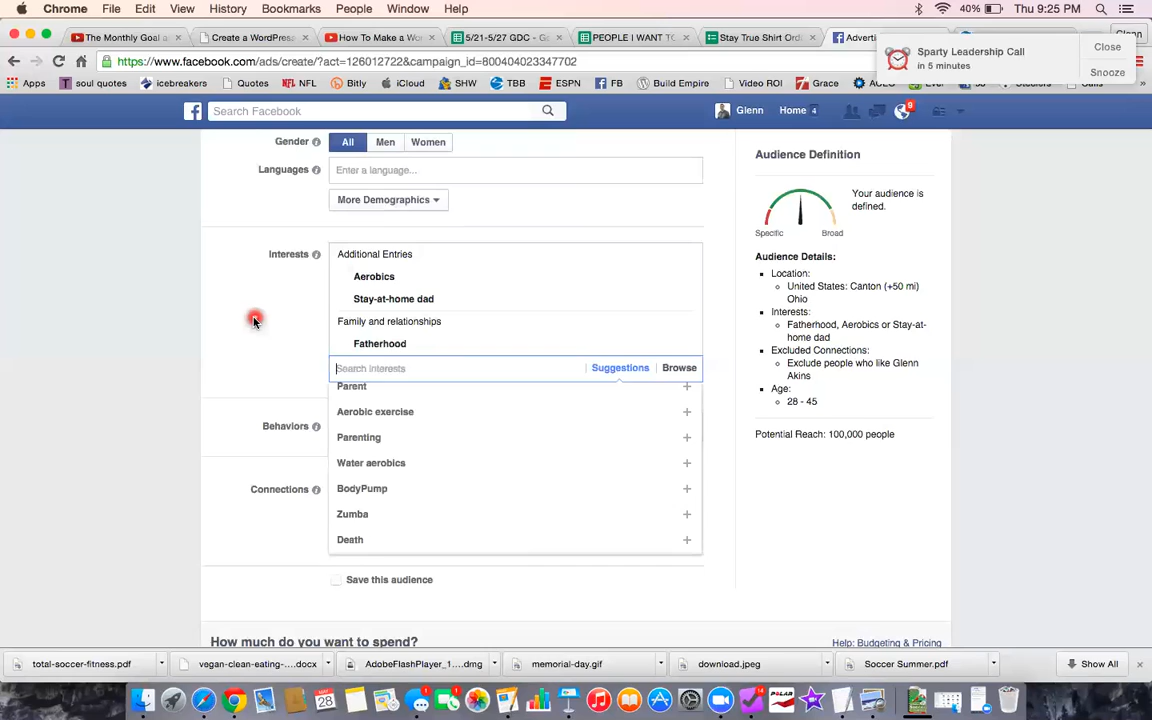 Chrome File Edit View History Bookmarks People Window Help 40% Thu 9:25 PM
The Monthly Goal a
Create a WordPress
How To Make a Wor
5/21-5/27 GDC - G
PEOPLE I WANT TO
Stay True Shirt Ord
Adverti
Glenn
https://www.facebook.com/ads/create/?act=126012722&campaign_id=800404023347702
Sparty Leadership Call
in 5 minutes
Close
Snooze
Apps soul quotes icebreakers Quotes NFL Bitly iCloud SHW TBB ESPN FB Build Empire Video ROI Grace
Search Facebook
Glenn Home 4
9
Gender All Men Women
Languages Enter a language...
More Demographics
Interests Additional Entries
Aerobics
Stay-at-home dad
Family and relationships
Fatherhood
Search interests Suggestions Browse
Parent +
Aerobic exercise +
Parenting +
Water aerobics +
BodyPump +
Zumba +
Death +
Behaviors
Connections
Save this audience
How much do you want to spend?
Help: Budgeting & Pricing
Audience Definition
Your audience is
defined.
Specific Broad
Audience Details:
Location:
United States: Canton (+50 mi)
Ohio
Interests:
Fatherhood, Aerobics or Stay-at-
home dad
Excluded Connections:
Exclude people who like Glenn
Akins
Age:
28 - 45
Potential Reach: 100,000 people
total-soccer-fitness.pdf
vegan-clean-eating-....docx
AdobeFlashPlayer_1....dmg
memorial-day.gif
download.jpeg
Soccer Summer.pdf
Show All
MAY
28
POLAR